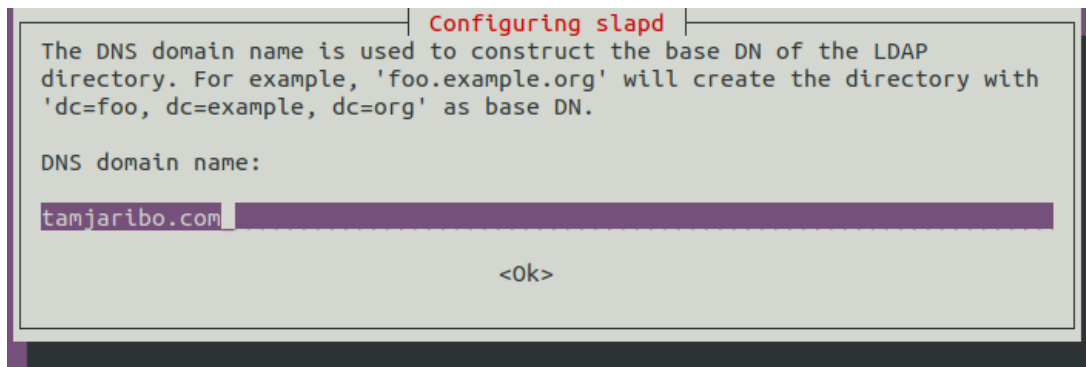 Configuring slapd
The DNS domain name is used to construct the base DN of the LDAP
directory. For example, 'foo.example.org' will create the directory with
'dc=foo, dc=example, dc=org' as base DN.
DNS domain name:
tamjaribo.com
<Ok>